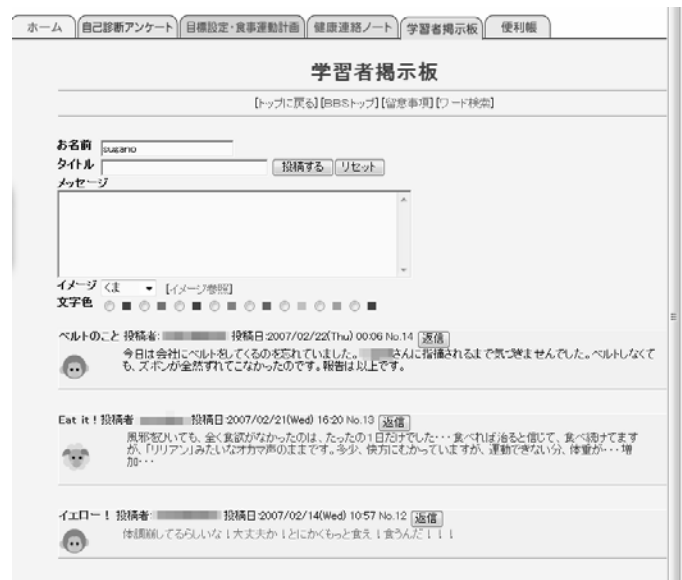 ホーム 自己診断アンケート 目標設定・食事運動計画 健康連絡ノート 学習者掲示板 便利帳
学習者掲示板
[トップに戻る] [BBSトップ] [留意事項] [ワード検索]
お名前 sugano
タイトル 投稿する リセット
メッセージ
イメージ くま [イメージ参照]
文字色
ベルトのこと 投稿者: 投稿日:2007/02/22(Thu) 00:06 No.14 返信
今日は会社にベルトをしてくるのを忘れていました。 さんに指摘されるまで気づきませんでした。ベルトしなくて
も、ズボンが全然ずれてこなかったのです。報告は以上です。
Eat it ! 投稿者 投稿日:2007/02/21(Wed) 16:20 No.13 返信
風邪をひいても、全く食欲がなかったのは、たったの1日だけでした・・・食べれば治ると信じて、食べ続けてます
が、「リリアン」みたいなオカマ声のままです。多少、快方にむかっていますが、運動できない分、体重が・・・増
加・・・
イエロー! 投稿者: 投稿日:2007/02/14(Wed) 10:57 No.12 返信
体調崩してるらしいな!大丈夫か!とにかくもっと食え!食うんだ!!!